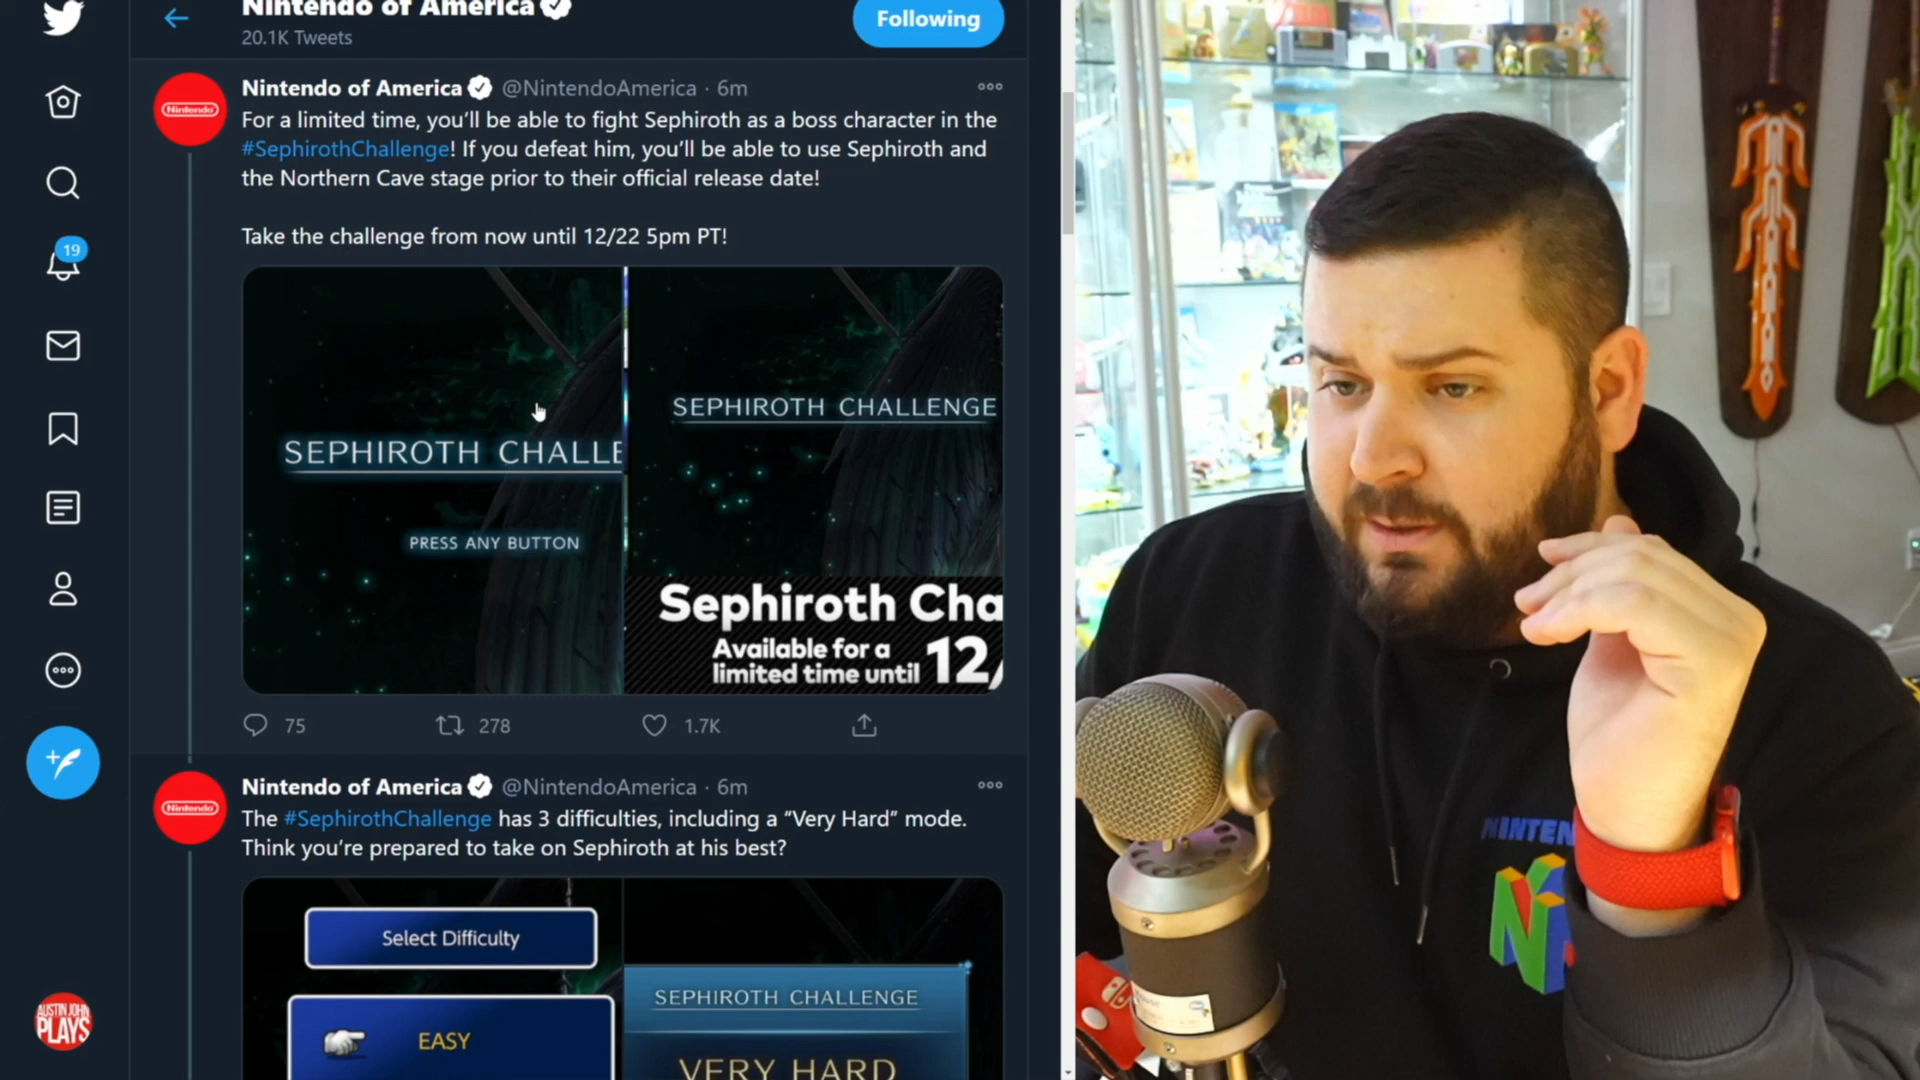 Nintendo of America
20.1K Tweets
Following
Nintendo of America @NintendoAmerica · 6m
For a limited time, you'll be able to fight Sephiroth as a boss character in the
#SephirothChallenge! If you defeat him, you'll be able to use Sephiroth and
the Northern Cave stage prior to their official release date!
Take the challenge from now until 12/22 5pm PT!
19
Nintendo
SEPHIROTH CHALLE
PRESS ANY BUTTON
SEPHIROTH CHALLENGE
Sephiroth Cha
Available for a
limited time until 12/
75
278
1.7K
Nintendo of America @NintendoAmerica · 6m
The #SephirothChallenge has 3 difficulties, including a "Very Hard" mode.
Think you're prepared to take on Sephiroth at his best?
Nintendo
Select Difficulty
EASY
SEPHIROTH CHALLENGE
VERY HARD
AUSTIN JOHN
PLAYS
NINTEN